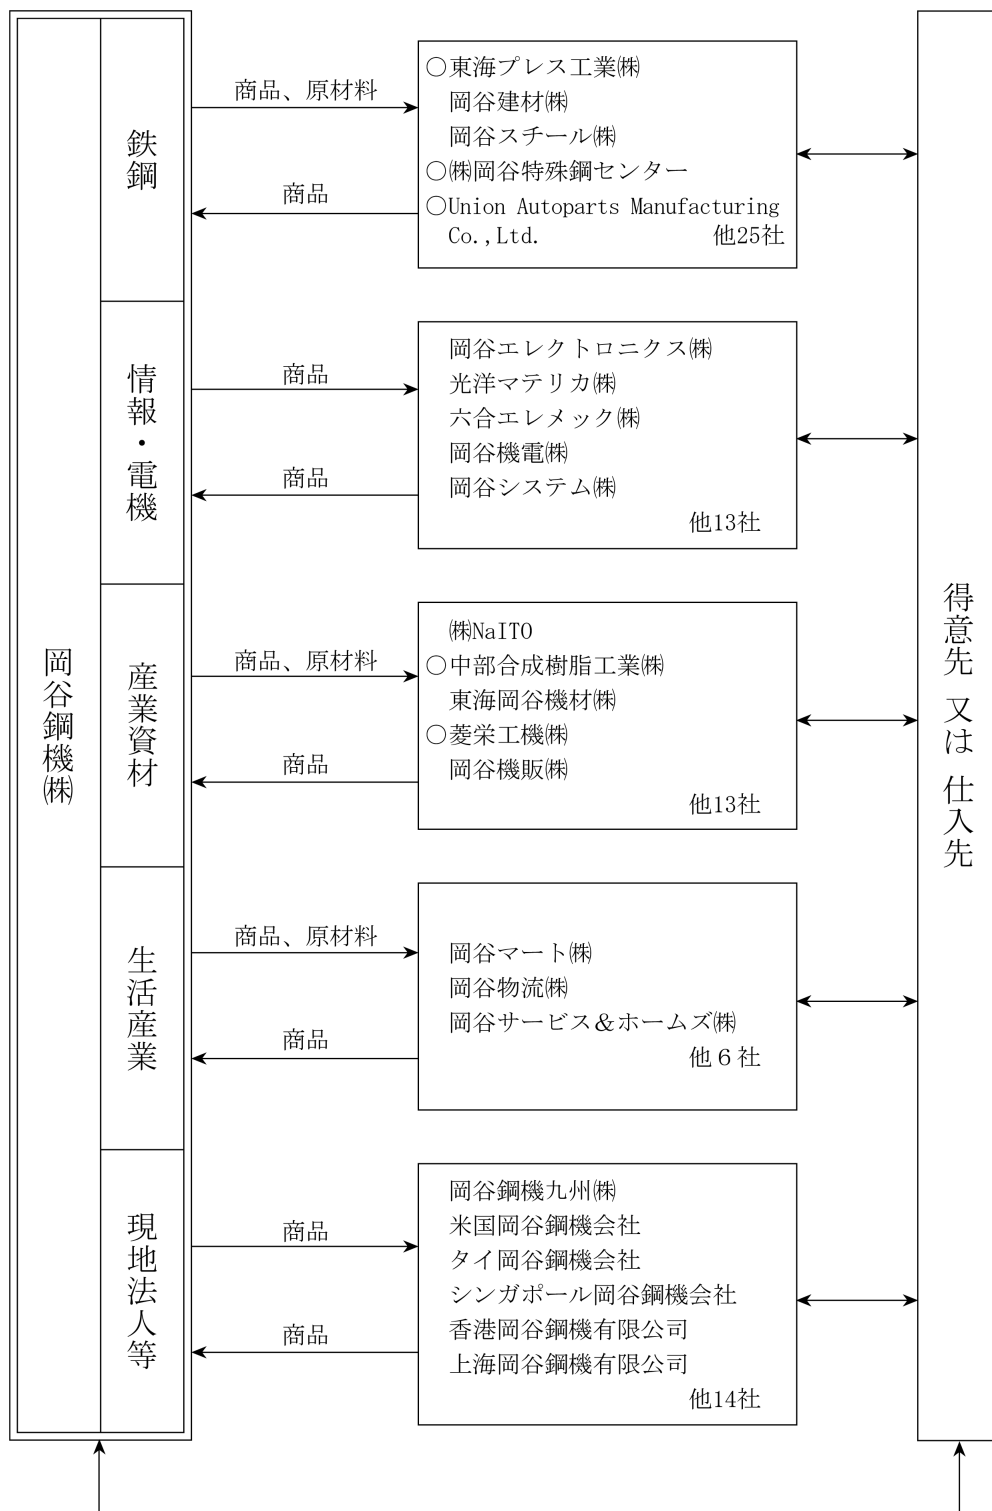 岡谷鋼機㈱
鉄鋼
商品、原材料
商品
○東海プレス工業㈱
岡谷建材㈱
岡谷スチール㈱
○㈱岡谷特殊鋼センター
○Union Autoparts Manufacturing
Co.,Ltd. 他25社
情報・電機
商品
商品
岡谷エレクトロニクス㈱
光洋マテリカ㈱
六合エレメック㈱
岡谷機電㈱
岡谷システム㈱
他13社
産業資材
商品、原材料
商品
㈱NaITO
○中部合成樹脂工業㈱
東海岡谷機材㈱
○菱栄工機㈱
岡谷機販㈱
他13社
生活産業
商品、原材料
商品
岡谷マート㈱
岡谷物流㈱
岡谷サービス＆ホームズ㈱
他６社
現地法人等
商品
商品
岡谷鋼機九州㈱
米国岡谷鋼機会社
タイ岡谷鋼機会社
シンガポール岡谷鋼機会社
香港岡谷鋼機有限公司
上海岡谷鋼機有限公司
他14社
得意先 又は 仕入先